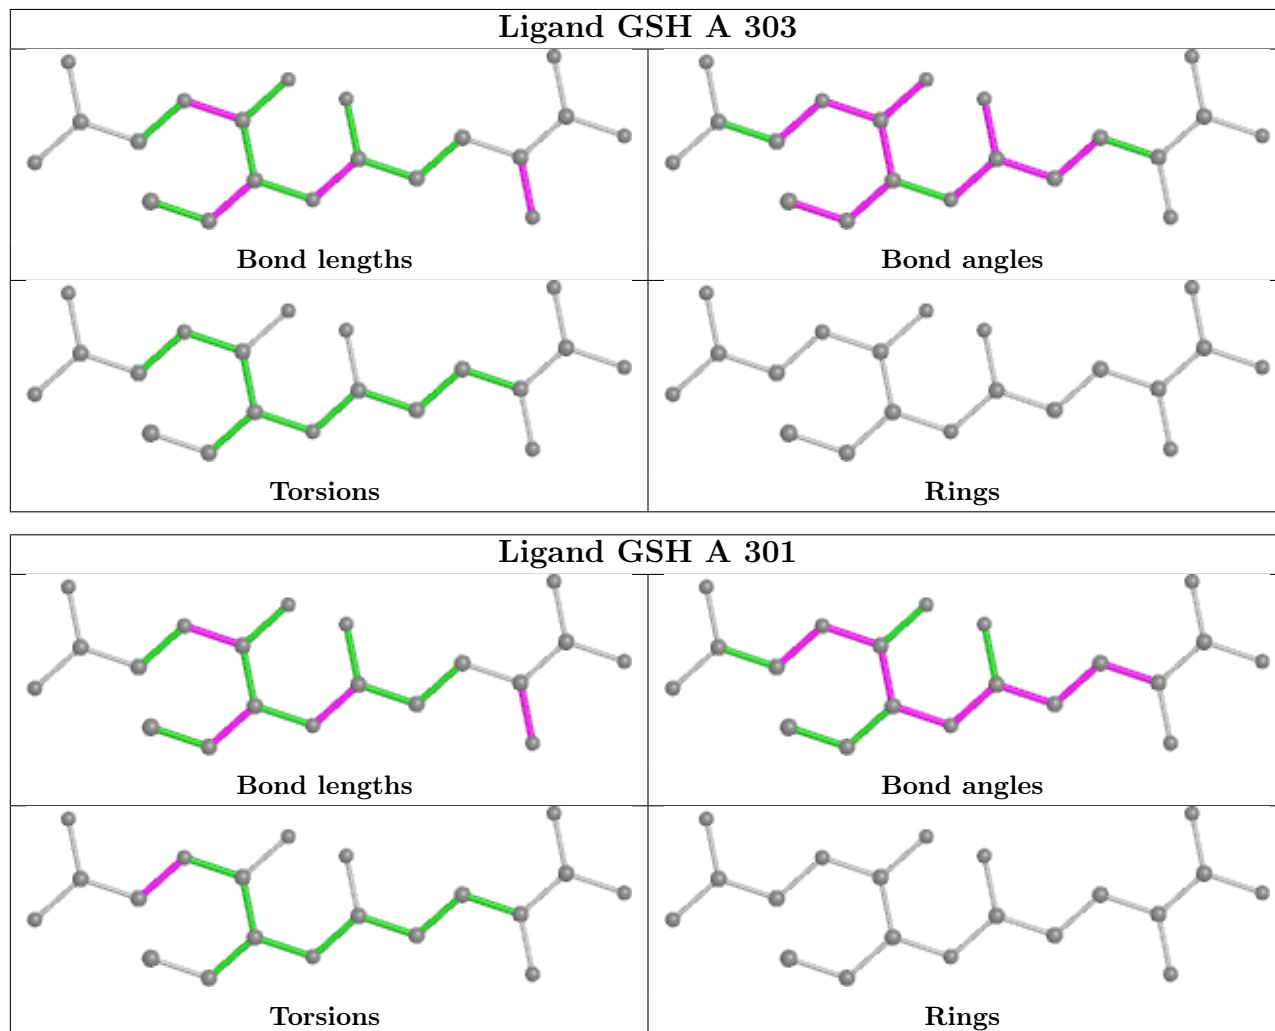 Ligand GSH A 303
Bond lengths
Bond angles
Torsions
Rings
Ligand GSH A 301
Bond lengths
Bond angles
Torsions
Rings